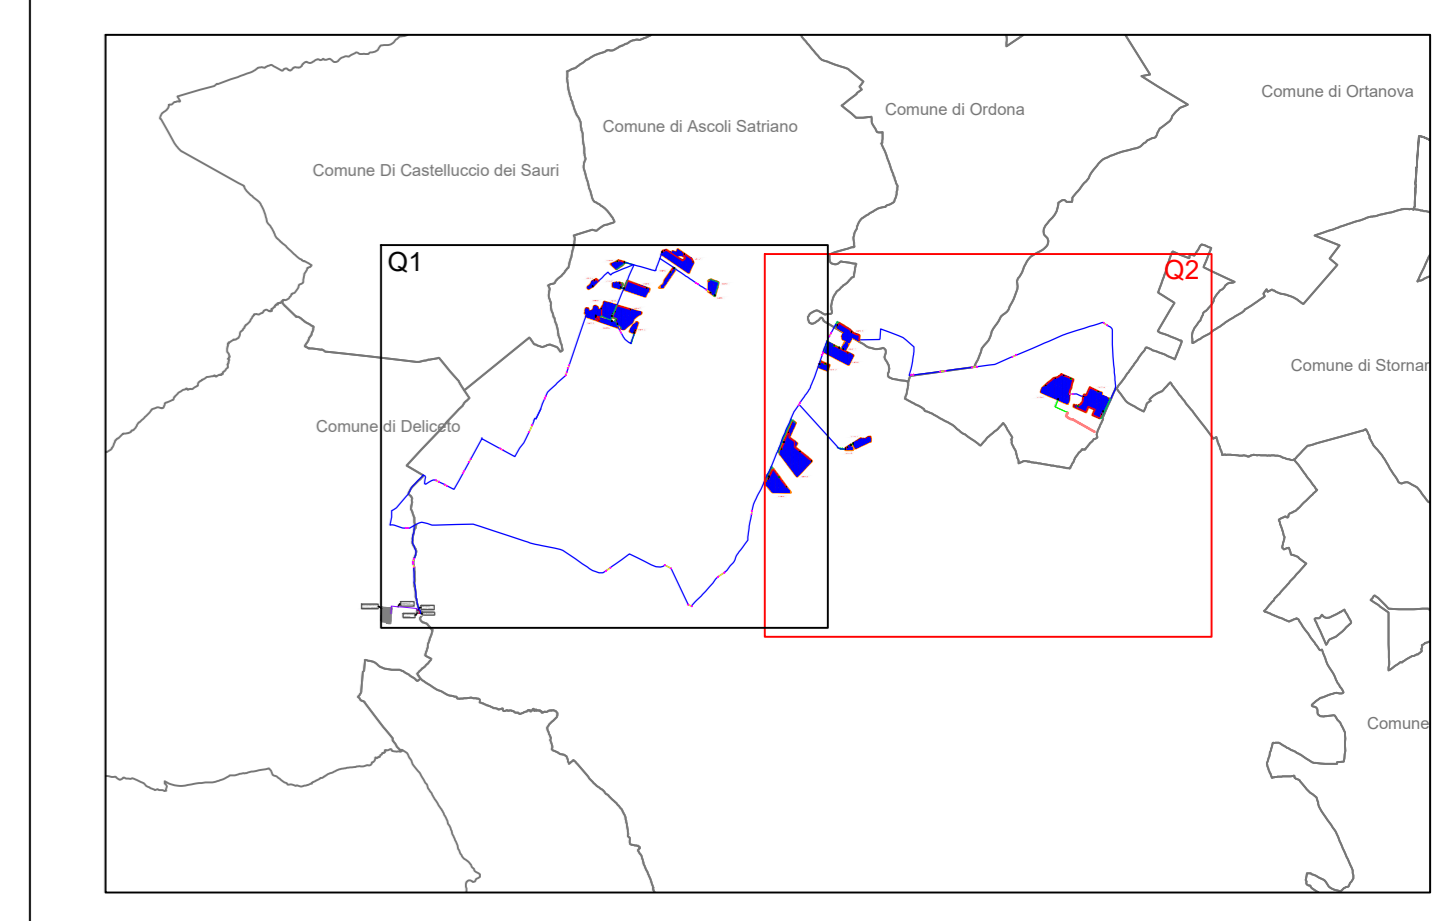 Comune di Ortanova
Comune di Ordona
Comune di Ascoli Satriano
Comune Di Castelluccio dei Sauri
Q1
Q2
Comune di Stornar
Comune di Deliceto
Comune